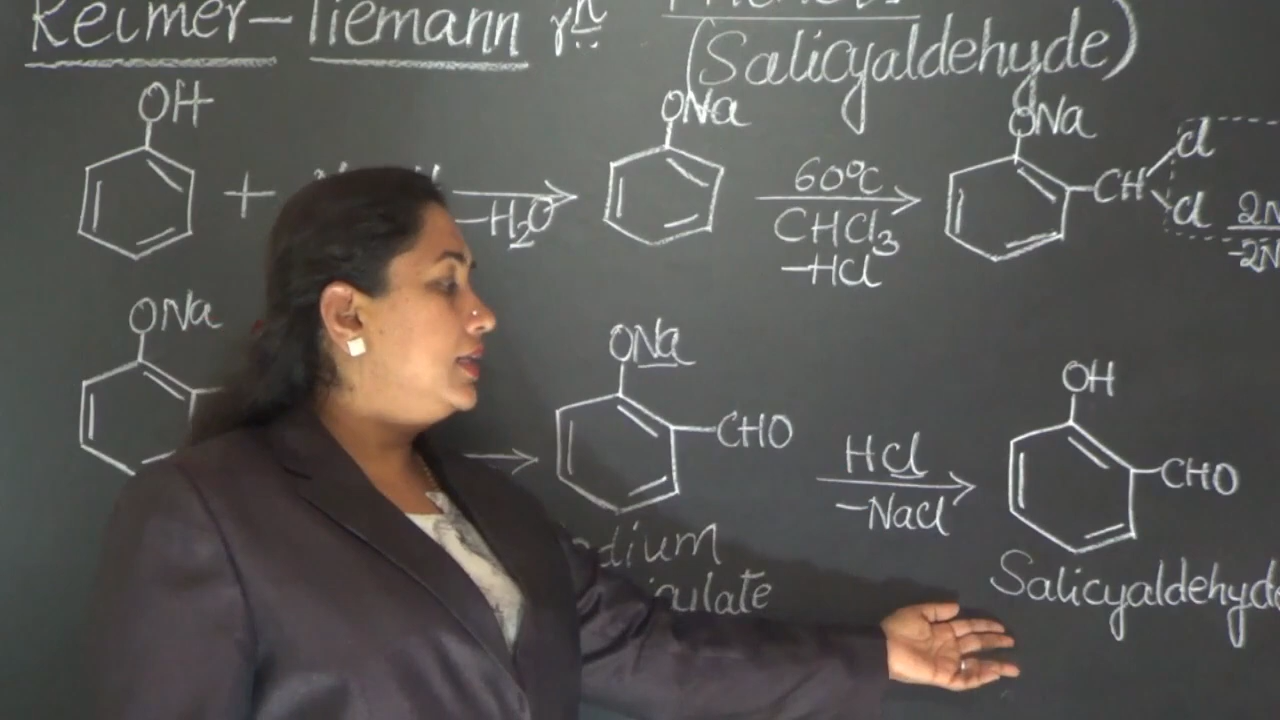 Reimer–Tiemann rx̲n̲
(Salicyaldehyde)
OH
+
–H2O
ONa
60°C
CHCl3
–HCl
ONa
CH
Cl
Cl
ONa
ONa
CHO
HCl
–NaCl
OH
CHO
Salicyaldehyde